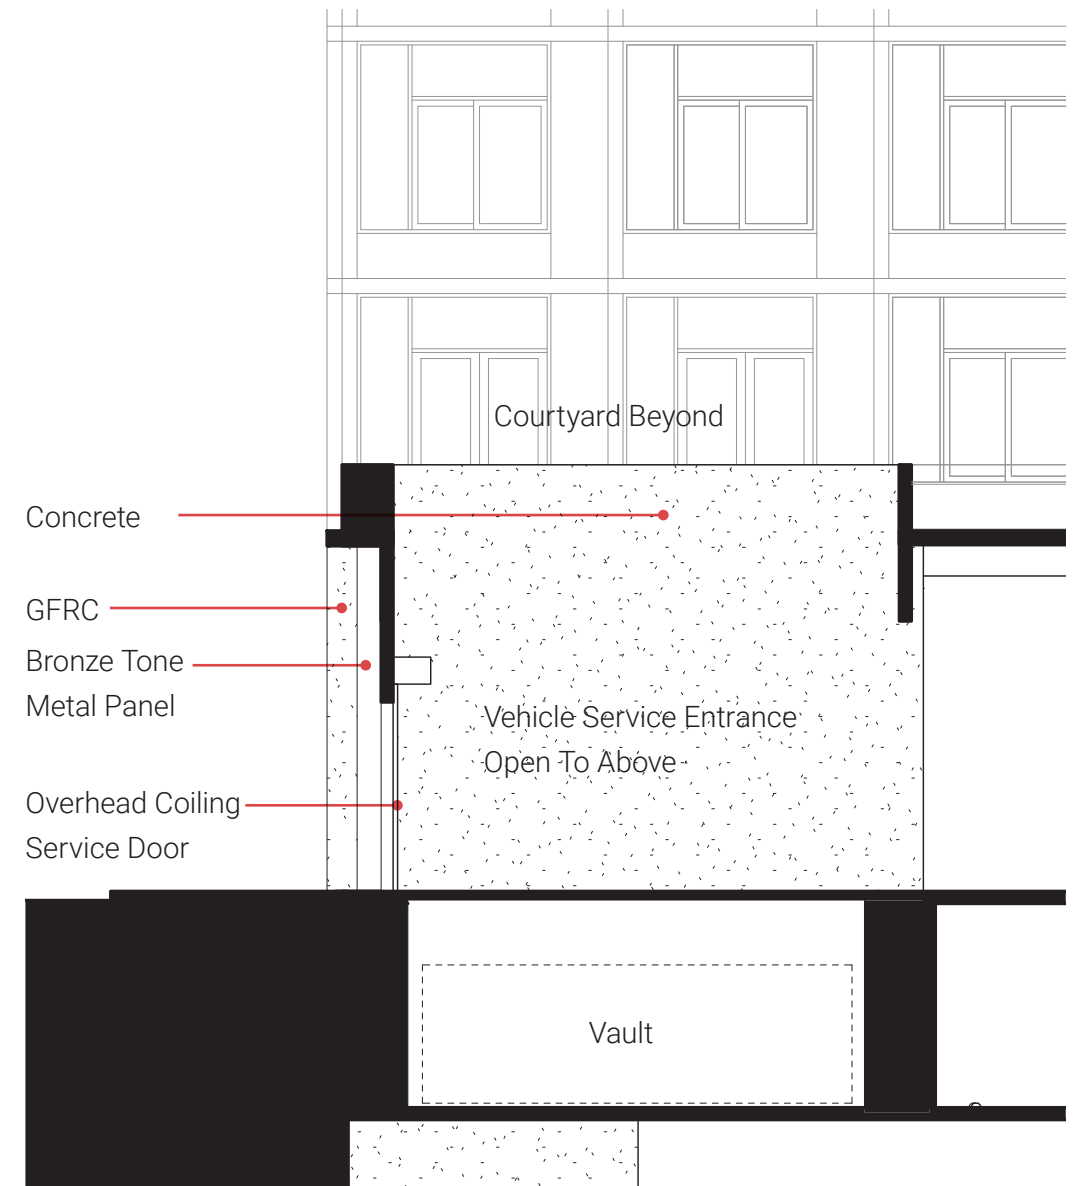 Courtyard Beyond
Concrete
GFRC
Bronze Tone
Metal Panel
Vehicle Service Entrance
Open To Above
Overhead Coiling
Service Door
Vault